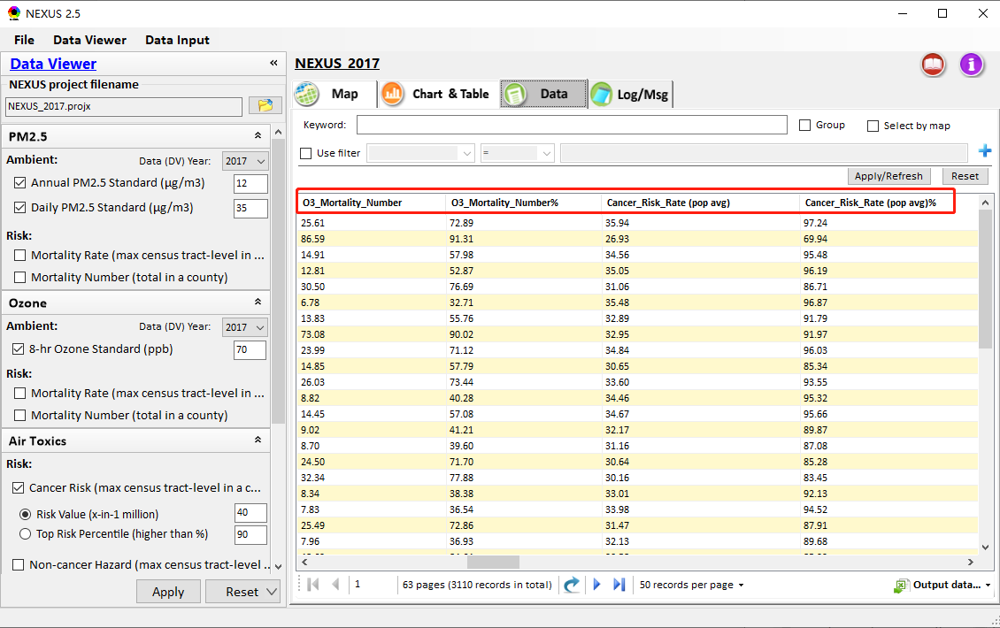 NEXUS 2.5
File Data Viewer Data Input
Data Viewer «
NEXUS project filename
NEXUS_2017.projx
PM2.5
Ambient: Data (DV) Year: 2017
Annual PM2.5 Standard (µg/m3) 12
Daily PM2.5 Standard (µg/m3) 35
Risk:
Mortality Rate (max census tract-level in ...
Mortality Number (total in a county)
Ozone
Ambient: Data (DV) Year: 2017
8-hr Ozone Standard (ppb) 70
Risk:
Mortality Rate (max census tract-level in ...
Mortality Number (total in a county)
Air Toxics
Risk:
Cancer Risk (max census tract-level in a c...
Risk Value (x-in-1 million) 40
Top Risk Percentile (higher than %) 90
Non-cancer Hazard (max census tract-level ..
Apply Reset
NEXUS_2017
Map Chart & Table Data Log/Msg
Keyword: Group Select by map
Use filter =
Apply/Refresh Reset
O3_Mortality_Number O3_Mortality_Number% Cancer_Risk_Rate (pop avg) Cancer_Risk_Rate (pop avg)%
25.61 72.89 35.94 97.24
86.59 91.31 26.93 69.94
14.91 57.98 34.56 95.48
12.81 52.87 35.05 96.19
30.50 76.69 31.06 86.71
6.78 32.71 35.48 96.87
13.83 55.76 32.89 91.79
73.08 90.02 32.95 91.97
23.99 71.12 34.84 96.03
14.85 57.79 30.65 85.34
26.03 73.44 33.60 93.55
8.82 40.28 34.46 95.32
14.45 57.08 34.67 95.66
9.02 41.21 32.17 89.87
8.70 39.60 31.16 87.08
24.50 71.70 30.64 85.28
32.34 77.88 30.16 83.45
8.34 38.38 33.01 92.13
7.83 36.54 33.98 94.52
25.49 72.86 31.47 87.91
7.96 36.93 32.13 89.68
1 63 pages (3110 records in total) 50 records per page Output data...